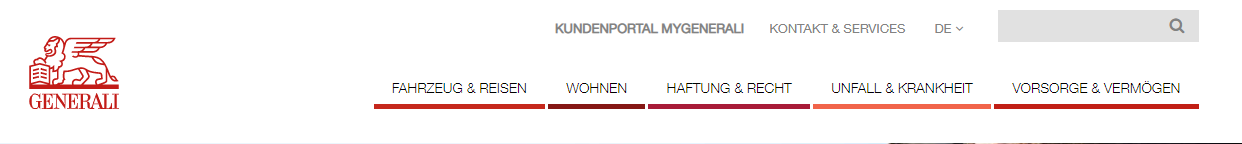 KUNDENPORTAL MYGENERALI KONTAKT & SERVICES DE
GENERALI
FAHRZEUG & REISEN WOHNEN HAFTUNG & RECHT UNFALL & KRANKHEIT VORSORGE & VERMÖGEN